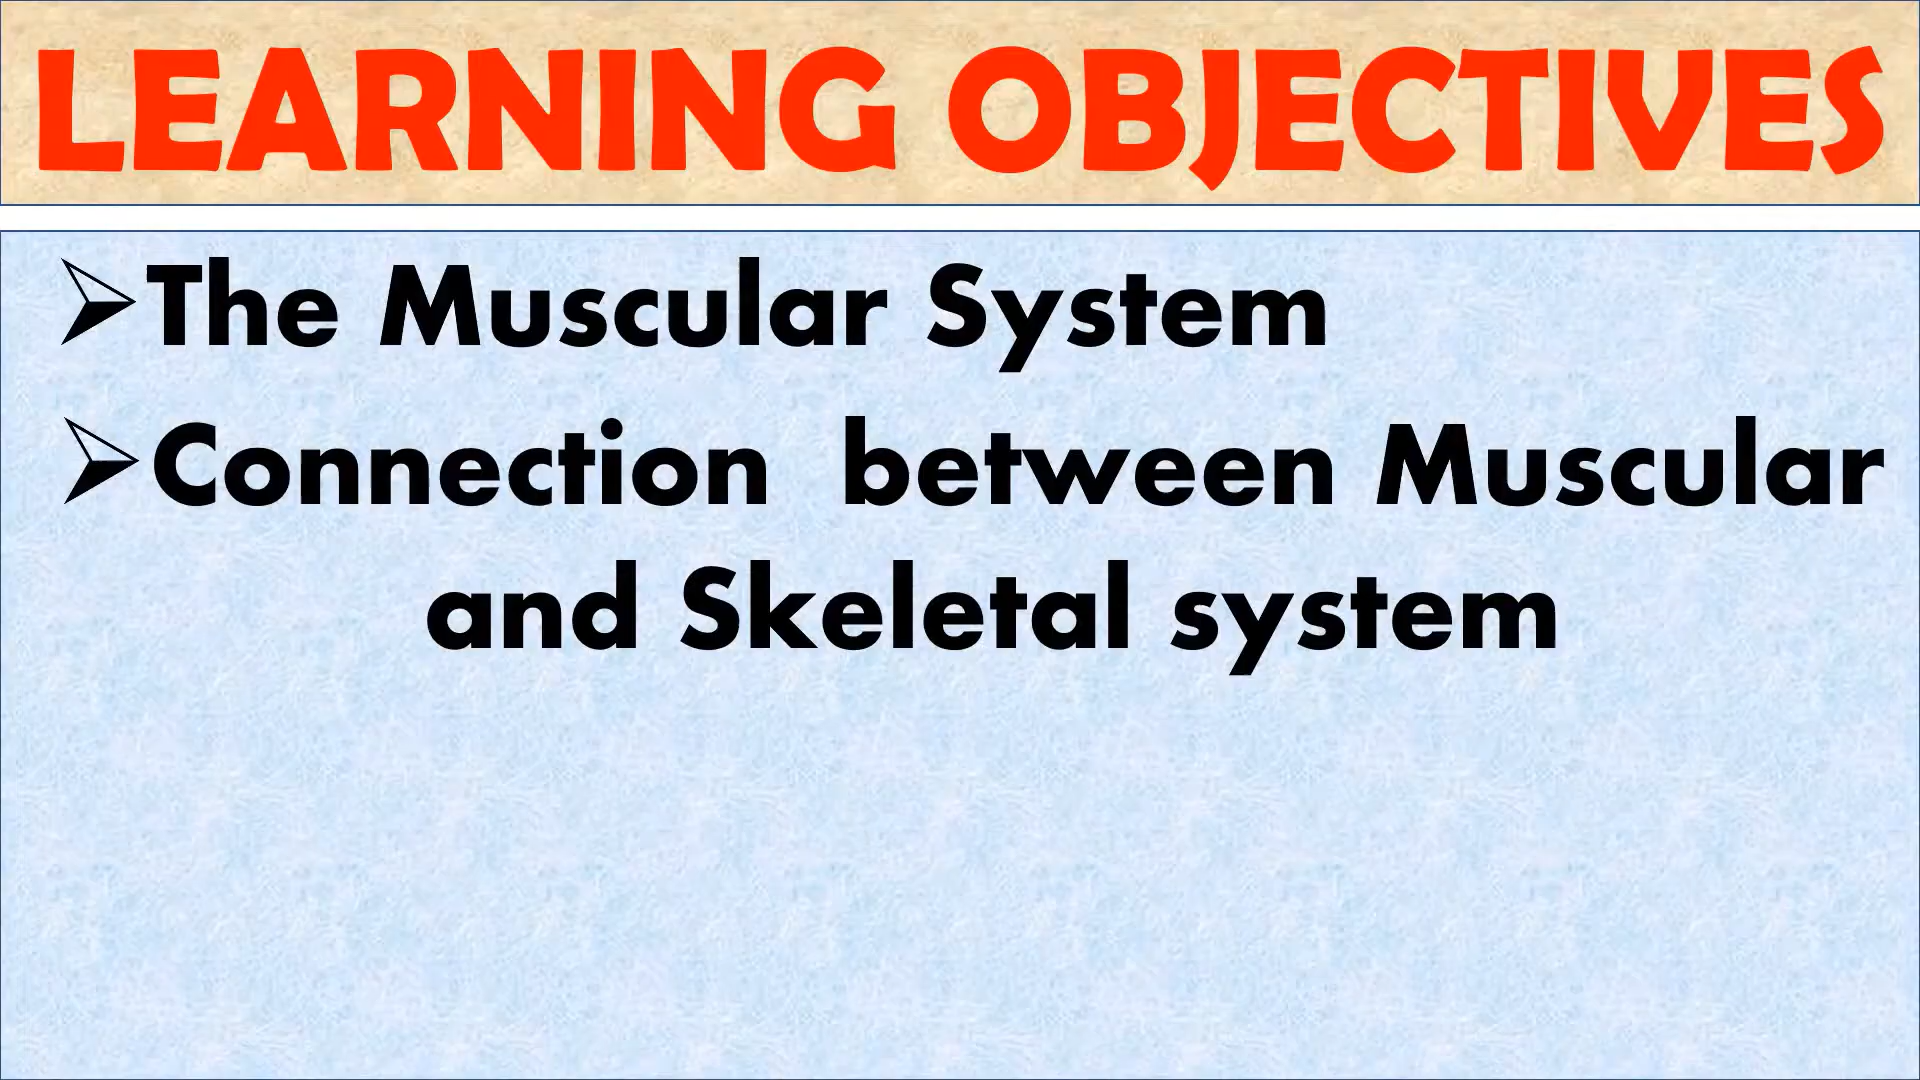 LEARNING OBJECTIVES
➢The Muscular System
➢Connection  between Muscular
and Skeletal system